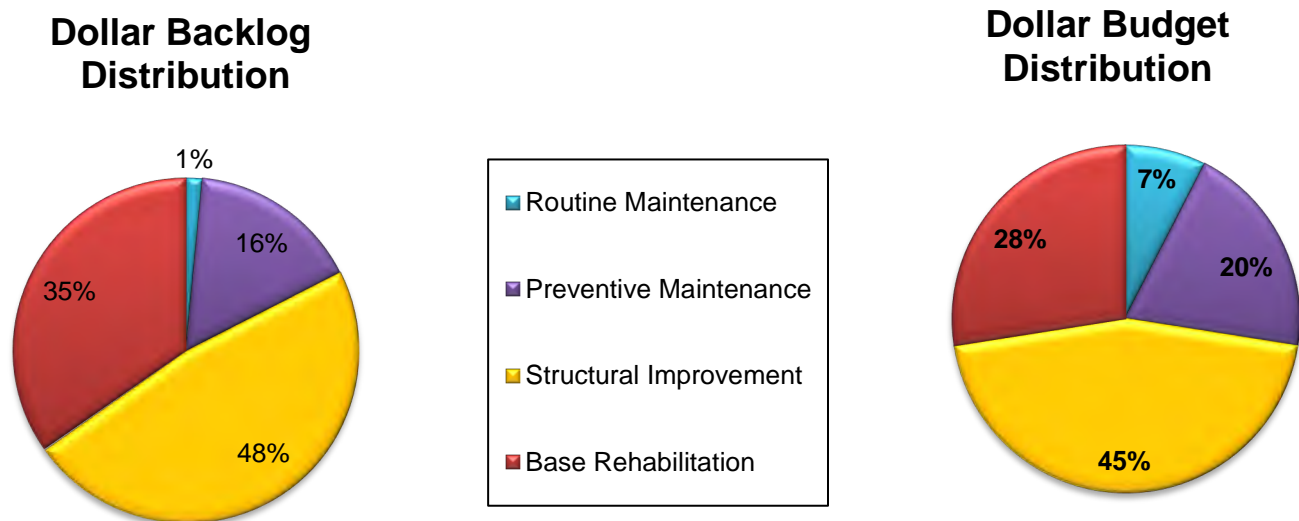 Dollar Backlog
Distribution
1%
16%
35%
48%
Routine Maintenance
Preventive Maintenance
Structural Improvement
Base Rehabilitation
Dollar Budget
Distribution
7%
28%
20%
45%